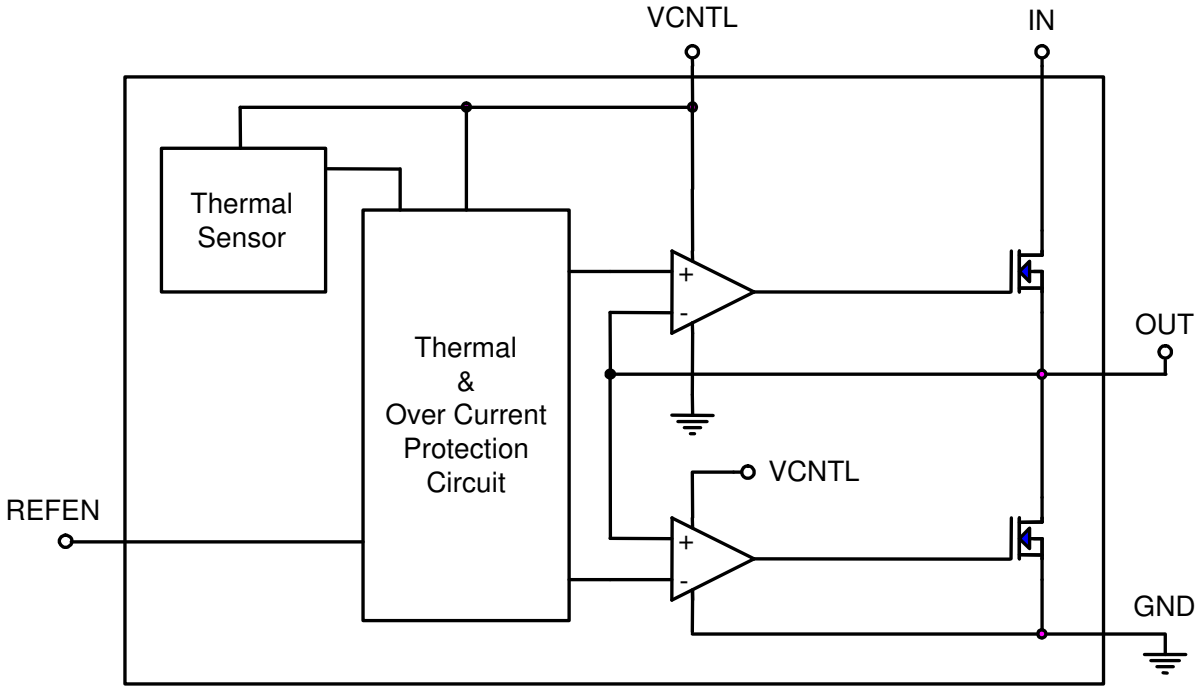 VCNTL
IN
Thermal
Sensor
+
-
OUT
Thermal
&
Over Current
Protection
Circuit
VCNTL
REFEN
+
-
GND